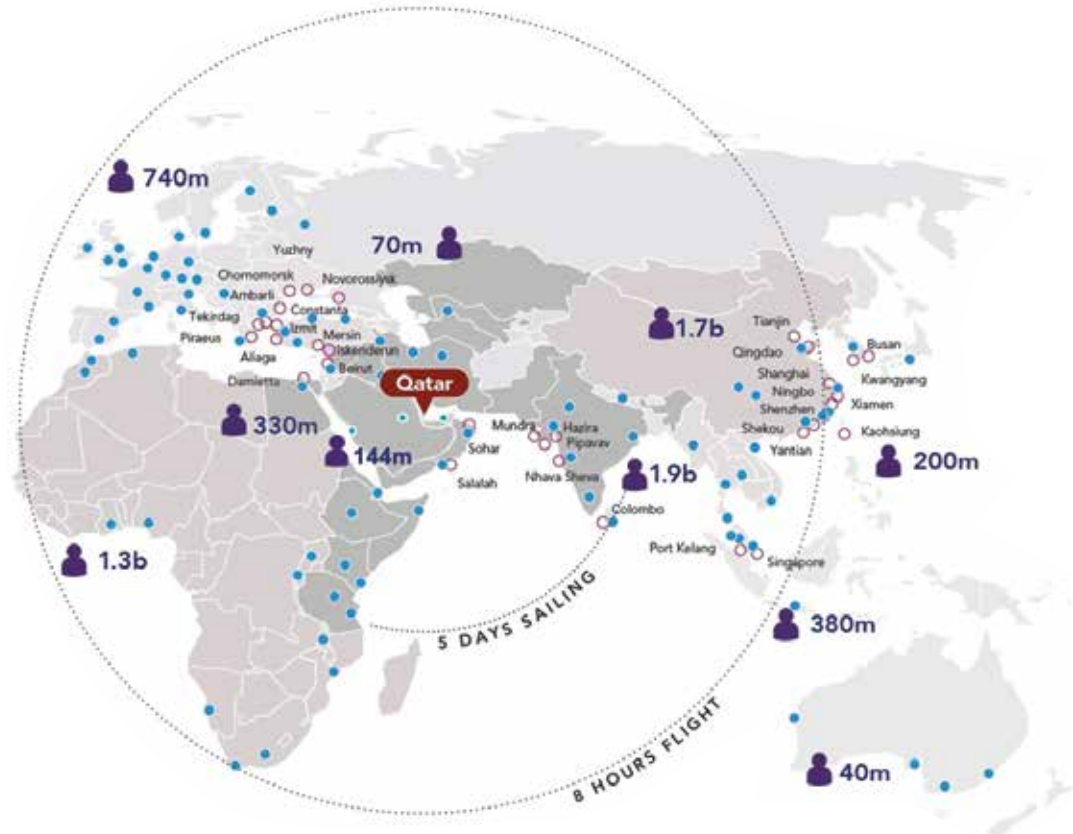 740m
70m
Yuzhny
Chornomorsk
Novorossiysk
Ambarli
Constanta
Tekirdag
Izmit
Piraeus
Mersin
Aliaga
Iskenderun
Beirut
Damietta
Qatar
330m
144m
Sohar
Salalah
Mundra
Hazira
Pipavav
Nhava Sheva
1.9b
Colombo
1.7b
Tianjin
Qingdao
Busan
Kwangyang
Shanghai
Ningbo
Xiamen
Shenzhen
Shekou
Kaohsiung
Yantian
200m
Port Kelang
Singapore
1.3b
5 DAYS SAILING
380m
8 HOURS FLIGHT
40m